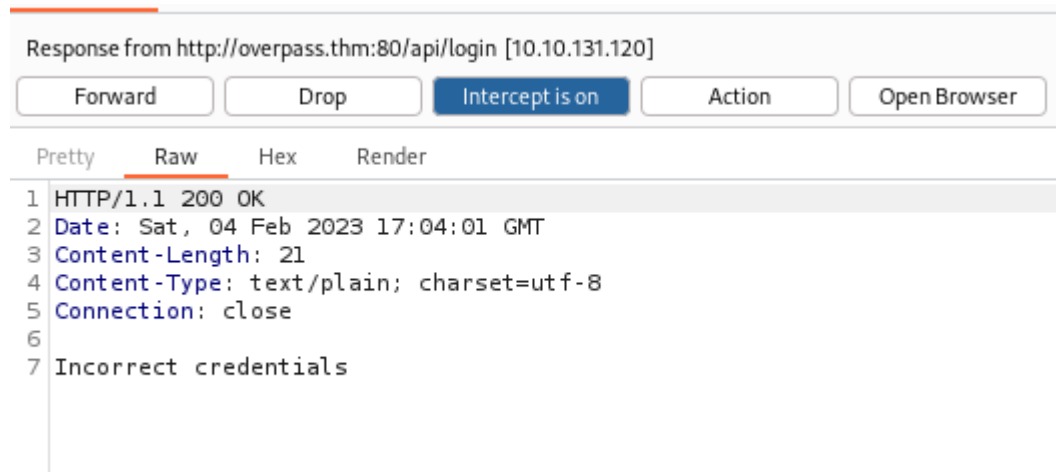 Response from http://overpass.thm:80/api/login [10.10.131.120]
Forward Drop Intercept is on Action Open Browser
Pretty Raw Hex Render
1 HTTP/1.1 200 OK
2 Date: Sat, 04 Feb 2023 17:04:01 GMT
3 Content-Length: 21
4 Content-Type: text/plain; charset=utf-8
5 Connection: close
6
7 Incorrect credentials